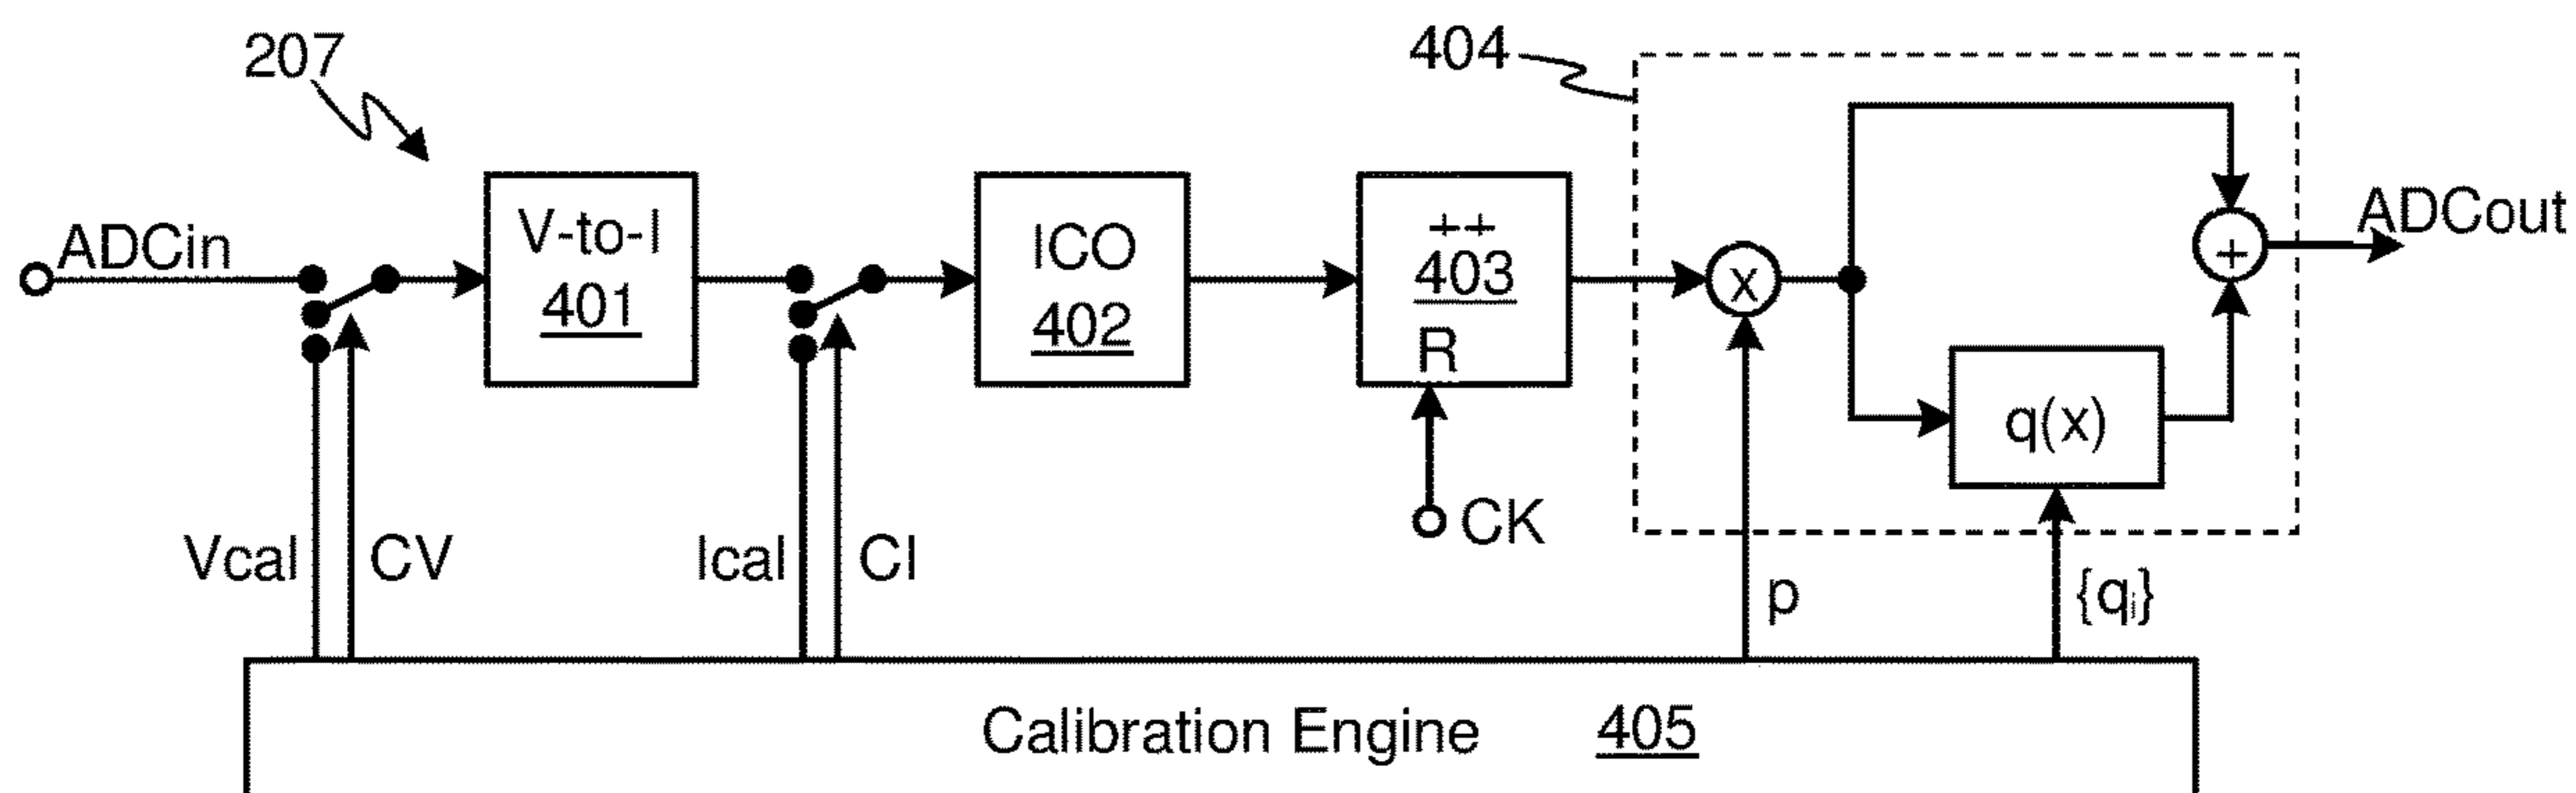 207
404
ADCin
V-to-I
401
ICO
402
++
403
R
CK
x
q(x)
+
ADCout
Vcal
CV
Ical
CI
p
{qi}
Calibration Engine 405